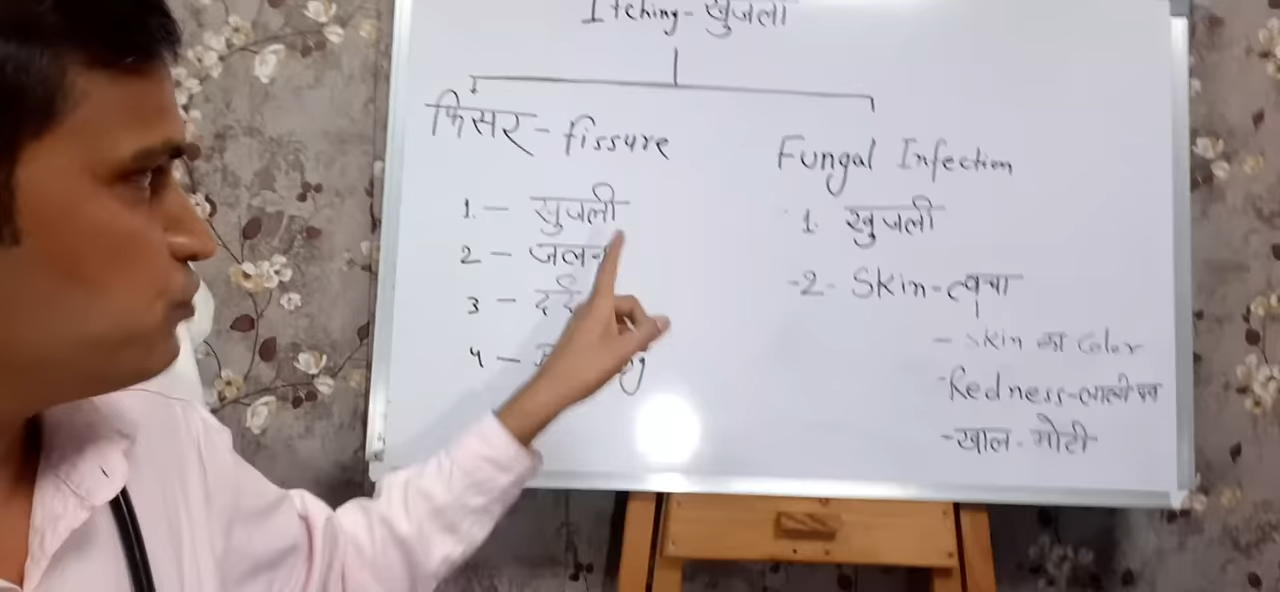 Itching - खुजली
फिसर - fissure
1. - खुजली
2 - जलन
3 - दर्द
4 -
Fungal Infection
1. खुजली
-2- Skin - त्वचा
- Skin का color
- Redness - लालीपन
- खाल - मोटी